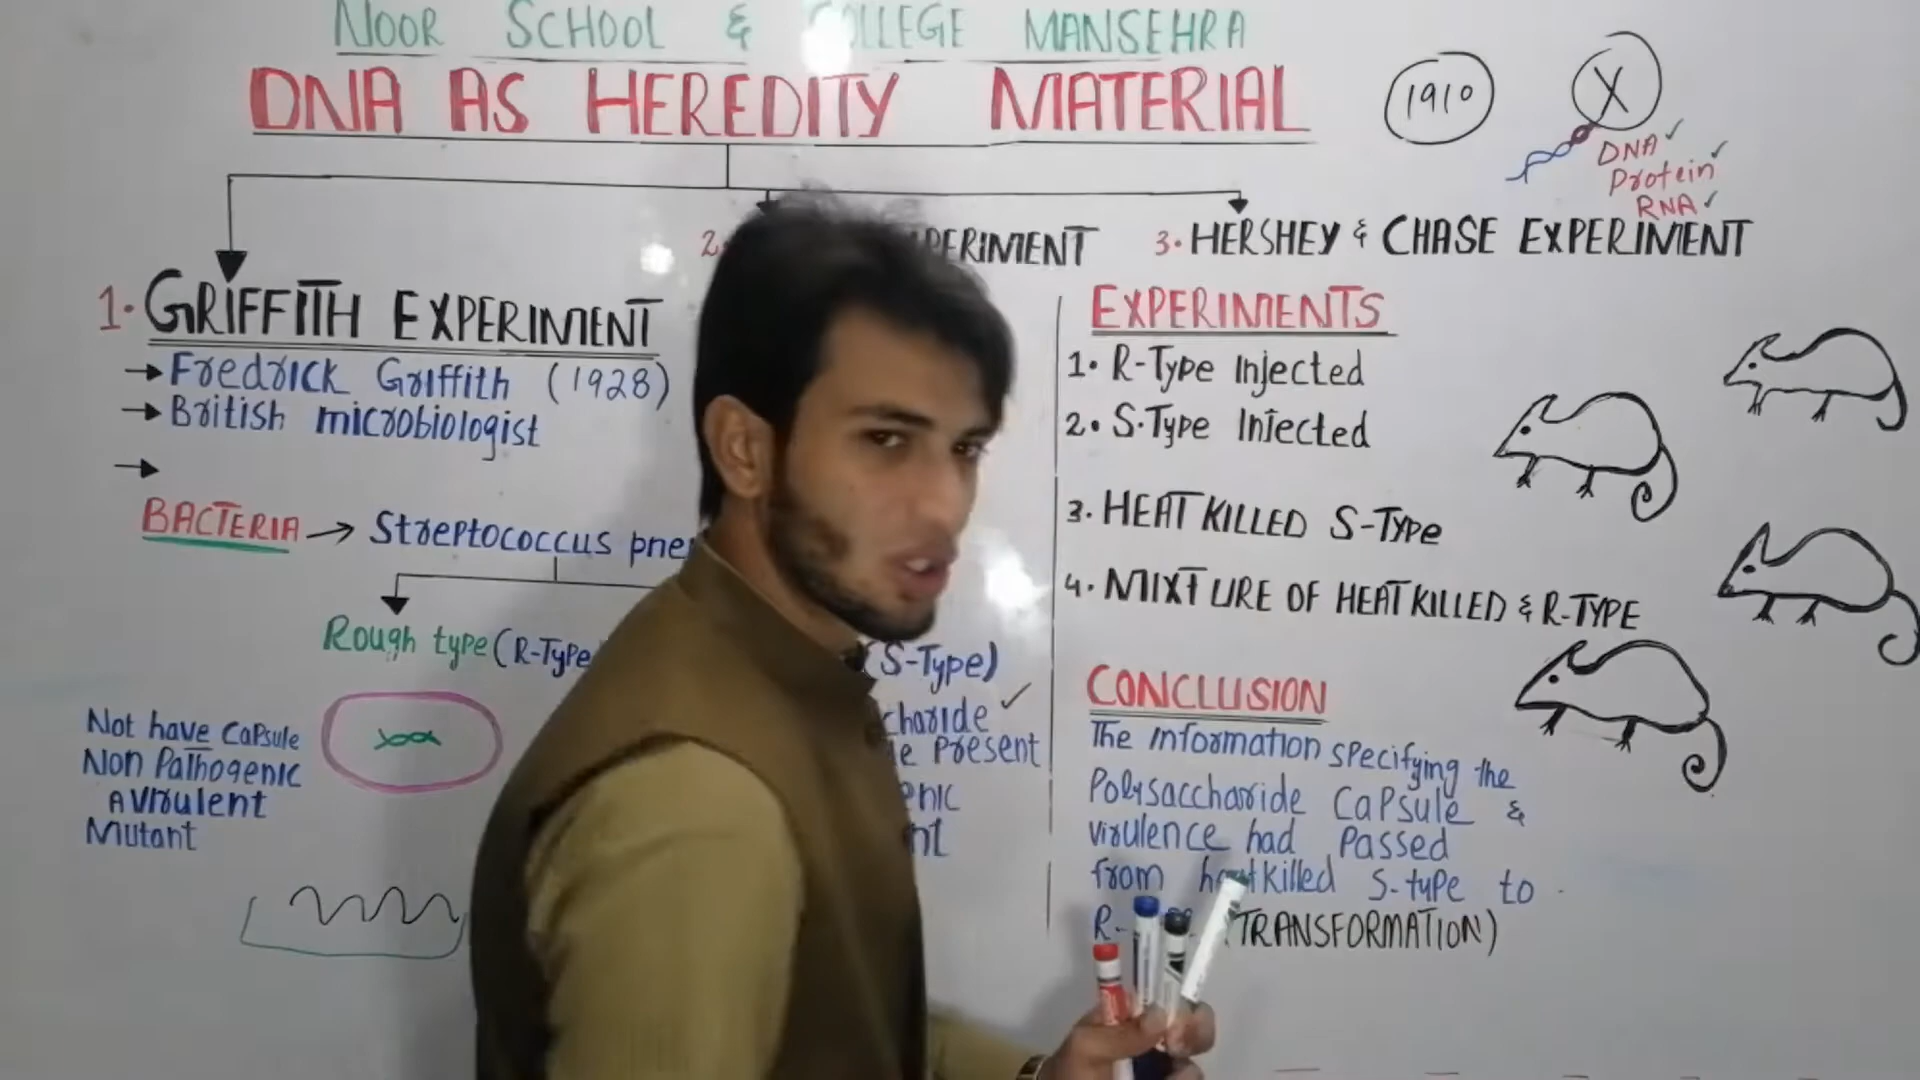 NOOR SCHOOL & COLLEGE MANSEHRA
DNA AS HEREDITY MATERIAL
1910
X
DNA ✓
Protein ✓
RNA ✓
2.
PERIMENT
3. HERSHEY & CHASE EXPERIMENT
1. GRIFFITH EXPERIMENT
→ Fredrick Griffith (1928)
→ British microbiologist
→
BACTERIA → Streptococcus pne
Rough type (R-Type
(S-Type)
Not have Capsule
Non Pathogenic
Avirulent
Mutant
charide ✓
e Present
enic
nt
EXPERIMENTS
1. R-Type Injected
2. S-Type Injected
3. HEAT KILLED S-Type
4. MIXTURE OF HEAT KILLED & R-TYPE
CONCLUSION
The information specifying the
Polysaccharide Capsule &
virulence had Passed
from heat killed S-type to
R- (TRANSFORMATION)